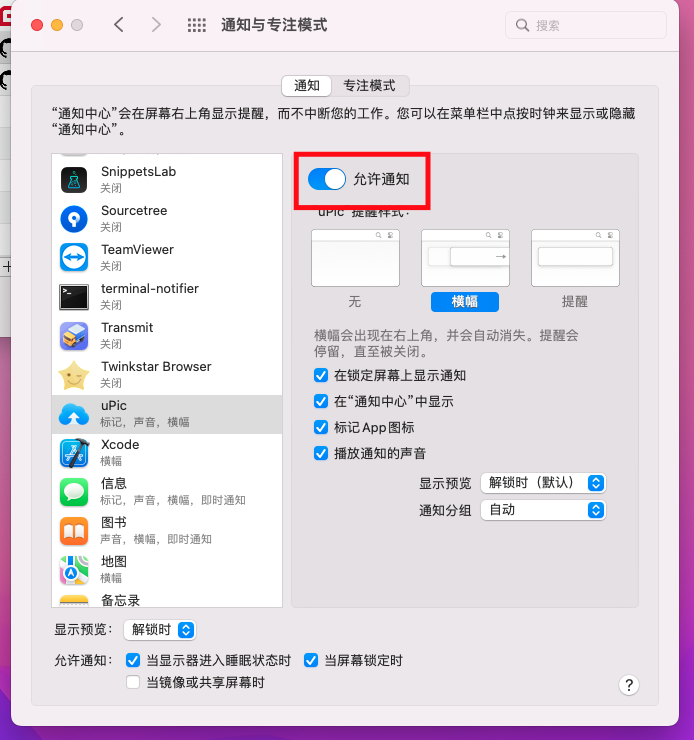 通知与专注模式
搜索
通知
专注模式
“通知中心”会在屏幕右上角显示提醒，而不中断您的工作。您可以在菜单栏中点按时钟来显示或隐藏
“通知中心”。
SnippetsLab
关闭
Sourcetree
关闭
TeamViewer
关闭
terminal-notifier
关闭
Transmit
关闭
Twinkstar Browser
关闭
uPic
标记，声音，横幅
Xcode
横幅
信息
标记，声音，横幅，即时通知
图书
声音，横幅，即时通知
地图
横幅
备忘录
允许通知
“uPic”提醒样式：
无
横幅
提醒
横幅会出现在右上角，并会自动消失。提醒会
停留，直至被关闭。
在锁定屏幕上显示通知
在“通知中心”中显示
标记App图标
播放通知的声音
显示预览
解锁时（默认）
通知分组
自动
显示预览：
解锁时
允许通知：
当显示器进入睡眠状态时
当屏幕锁定时
当镜像或共享屏幕时
?